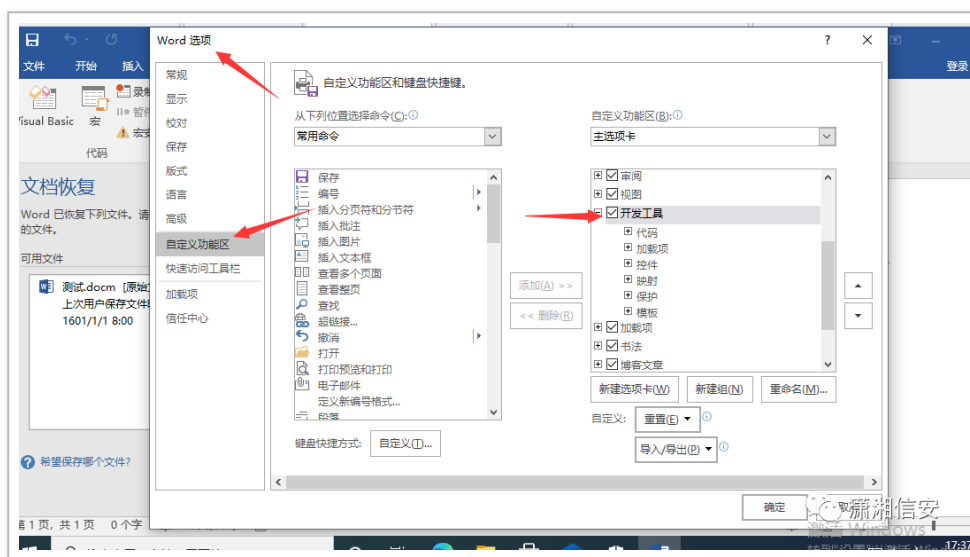 Word 选项
?
文件
开始
插入
登录
Visual Basic
宏
代码
文档恢复
Word 已恢复下列文件。请
的文件。
可用文件
测试.docm [原始
上次用户保存文件
1601/1/1 8:00
希望保存哪个文件?
第 1 页，共 1 页 0 个字
常规
显示
校对
保存
版式
语言
高级
自定义功能区
快速访问工具栏
加载项
信任中心
自定义功能区和键盘快捷键。
从下列位置选择命令(C):
常用命令
保存
编号
插入分页符和分节符
插入批注
插入图片
插入文本框
查看多个页面
查看整页
查找
超链接...
撤消
打开
打印预览和打印
电子邮件
定义新编号格式...
段落
键盘快捷方式:
自定义(T)...
添加(A) >>
<< 删除(R)
自定义功能区(B):
主选项卡
审阅
视图
开发工具
代码
加载项
控件
映射
保护
模板
加载项
书法
博客文章
新建选项卡(W)
新建组(N)
重命名(M)...
自定义:
重置(E)
导入/导出(P)
确定
潇湘信安
激活 Windows
17:37